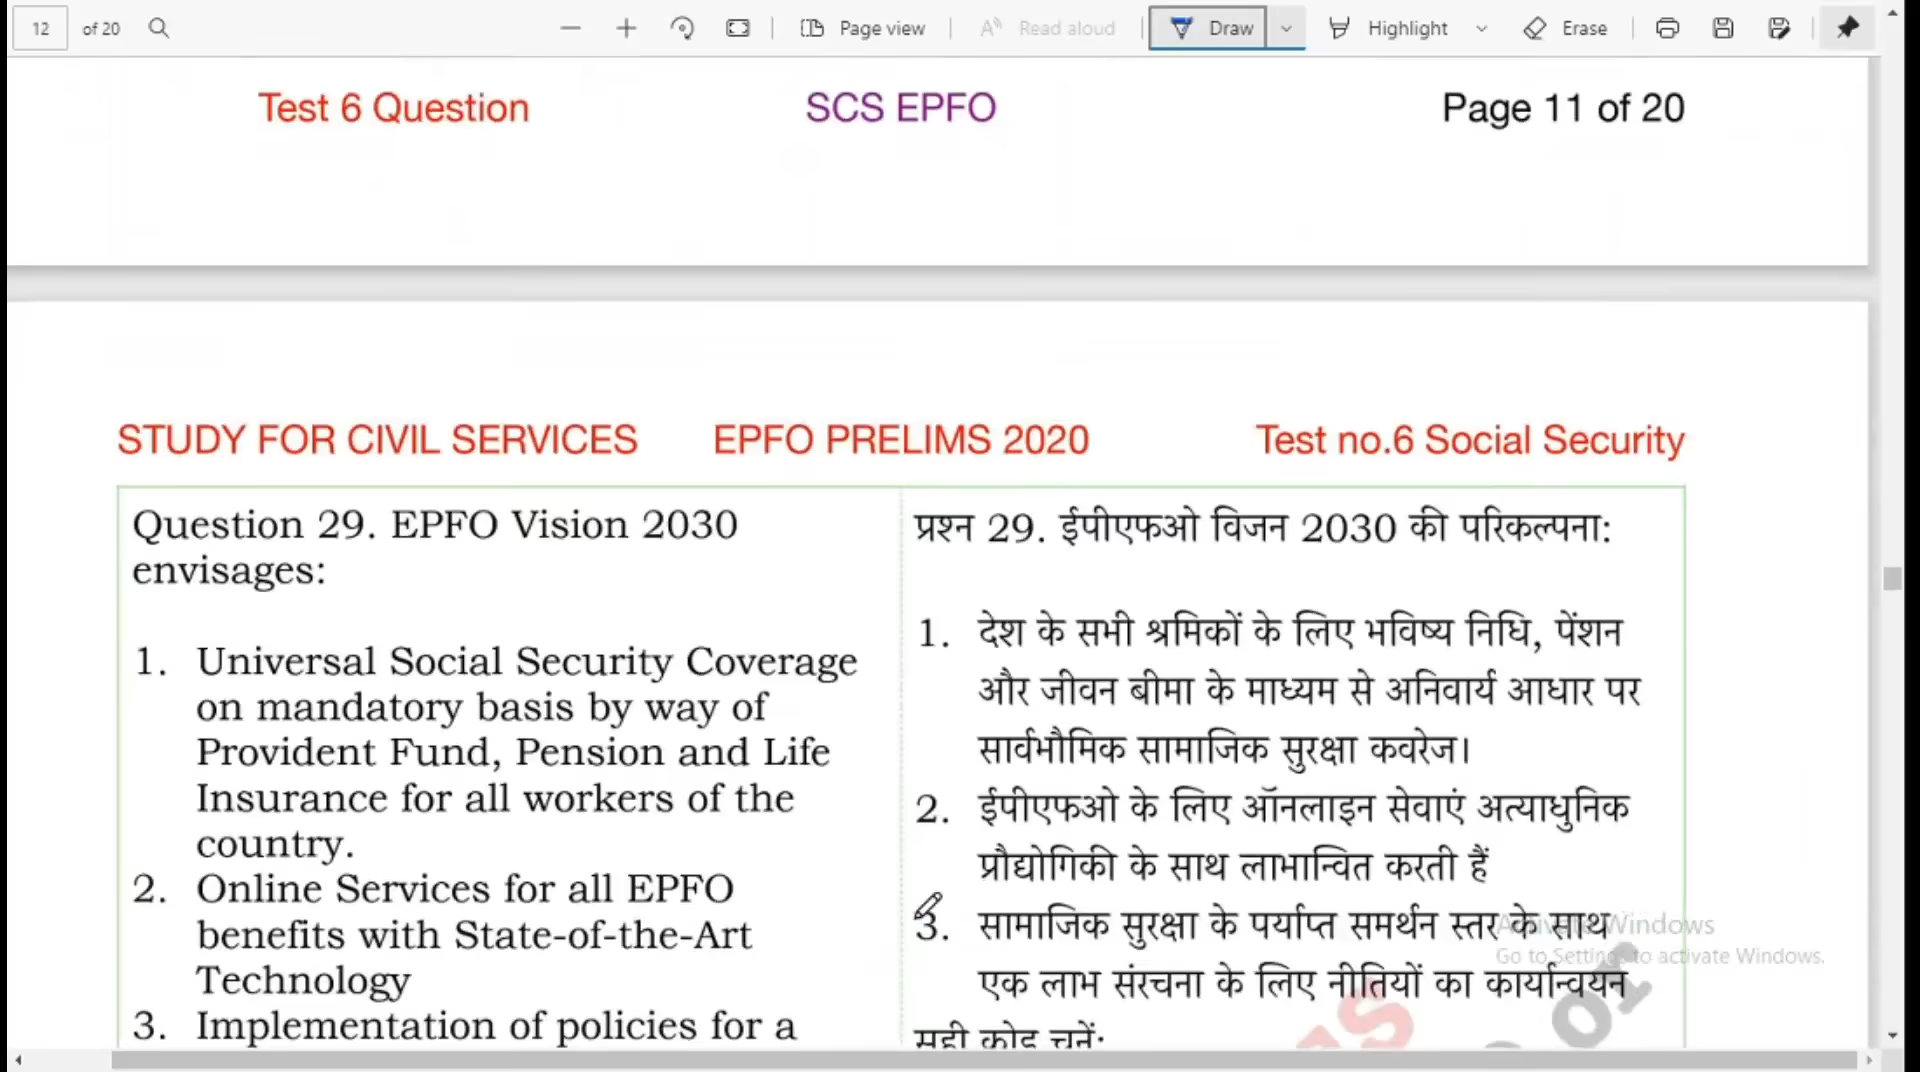 12 of 20 Page view Read aloud Draw Highlight Erase
Test 6 Question SCS EPFO Page 11 of 20
STUDY FOR CIVIL SERVICES EPFO PRELIMS 2020 Test no.6 Social Security
Question 29. EPFO Vision 2030
envisages:
1. Universal Social Security Coverage
on mandatory basis by way of
Provident Fund, Pension and Life
Insurance for all workers of the
country.
2. Online Services for all EPFO
benefits with State-of-the-Art
Technology
3. Implementation of policies for a
प्रश्न 29. ईपीएफओ विजन 2030 की परिकल्पना:
1. देश के सभी श्रमिकों के लिए भविष्य निधि, पेंशन
और जीवन बीमा के माध्यम से अनिवार्य आधार पर
सार्वभौमिक सामाजिक सुरक्षा कवरेज।
2. ईपीएफओ के लिए ऑनलाइन सेवाएं अत्याधुनिक
प्रौद्योगिकी के साथ लाभान्वित करती हैं
3. सामाजिक सुरक्षा के पर्याप्त समर्थन स्तर के साथ
एक लाभ संरचना के लिए नीतियों का कार्यान्वयन
सही कोड चुनें:
Activate Windows
Go to Settings to activate Windows.